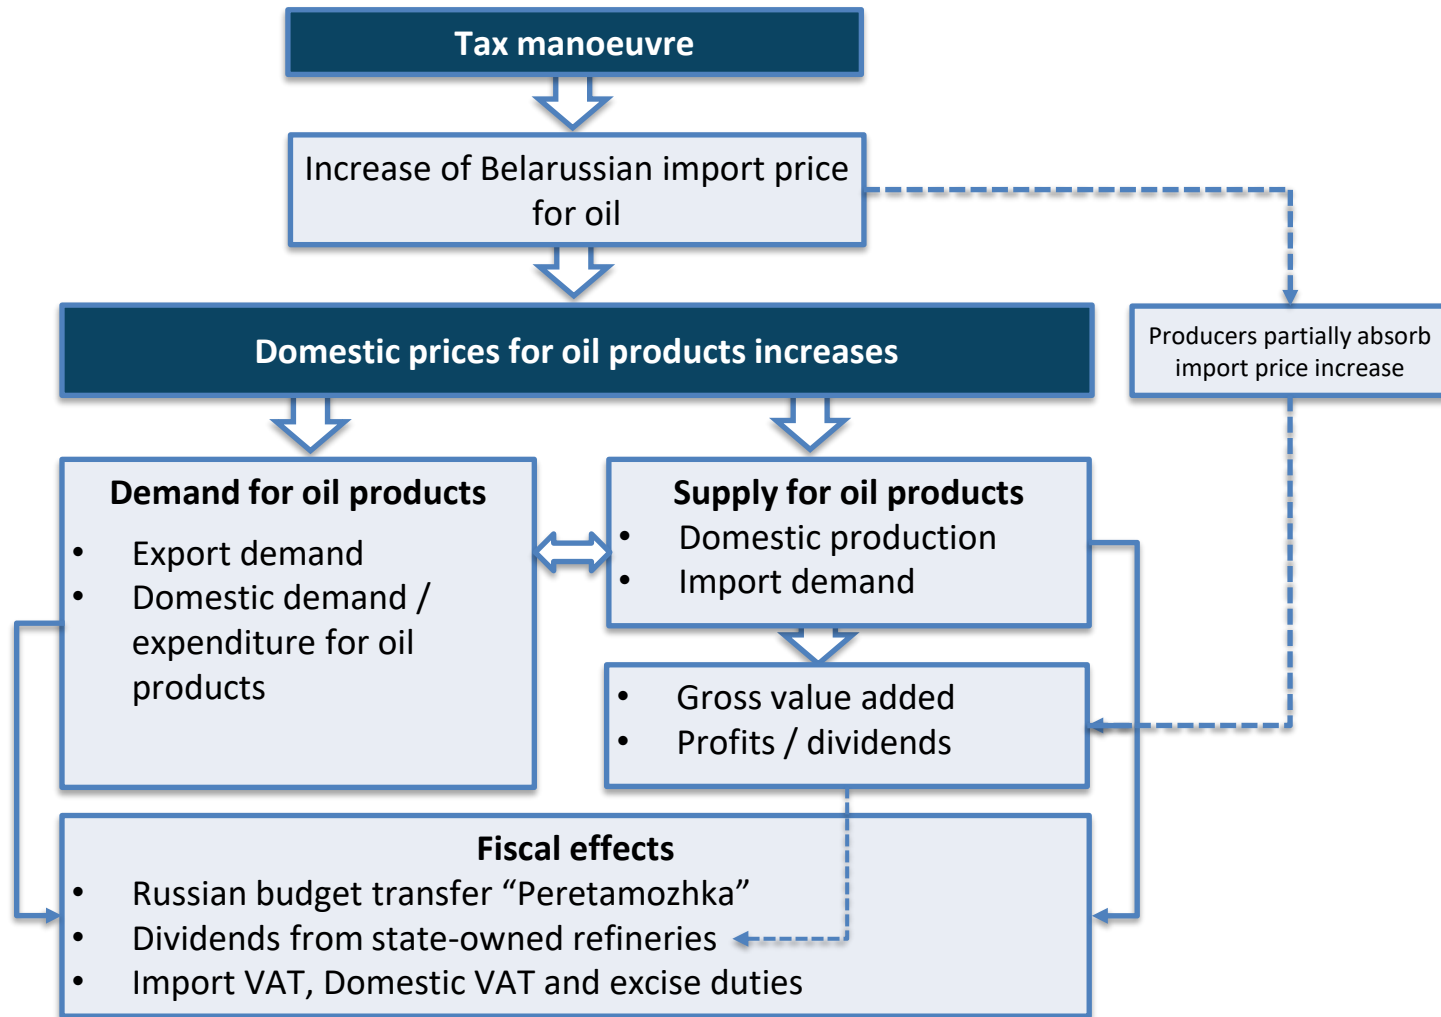 Tax manoeuvre
Increase of Belarussian import price
for oil
Domestic prices for oil products increases
Producers partially absorb
import price increase
Demand for oil products
• Export demand
• Domestic demand /
expenditure for oil
products
Supply for oil products
• Domestic production
• Import demand
• Gross value added
• Profits / dividends
Fiscal effects
• Russian budget transfer “Peretamozhka”
• Dividends from state-owned refineries
• Import VAT, Domestic VAT and excise duties